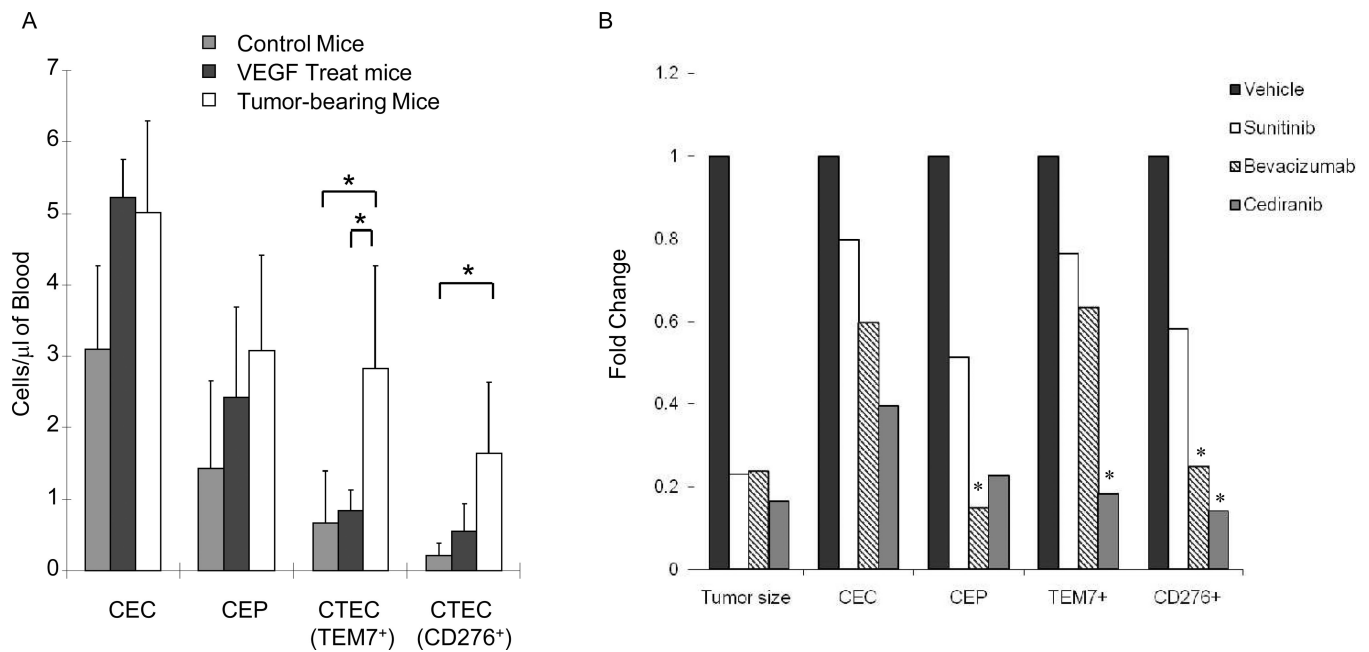 A
Control Mice
VEGF Treat mice
Tumor-bearing Mice
7
6
5
4
3
2
1
0
Cells/µl of Blood
*
*
*
CEC
CEP
CTEC
(TEM7⁺)
CTEC
(CD276⁺)
B
1.2
1
0.8
0.6
0.4
0.2
0
Fold Change
Vehicle
Sunitinib
Bevacizumab
Cediranib
*
*
*
*
Tumor size
CEC
CEP
TEM7+
CD276+